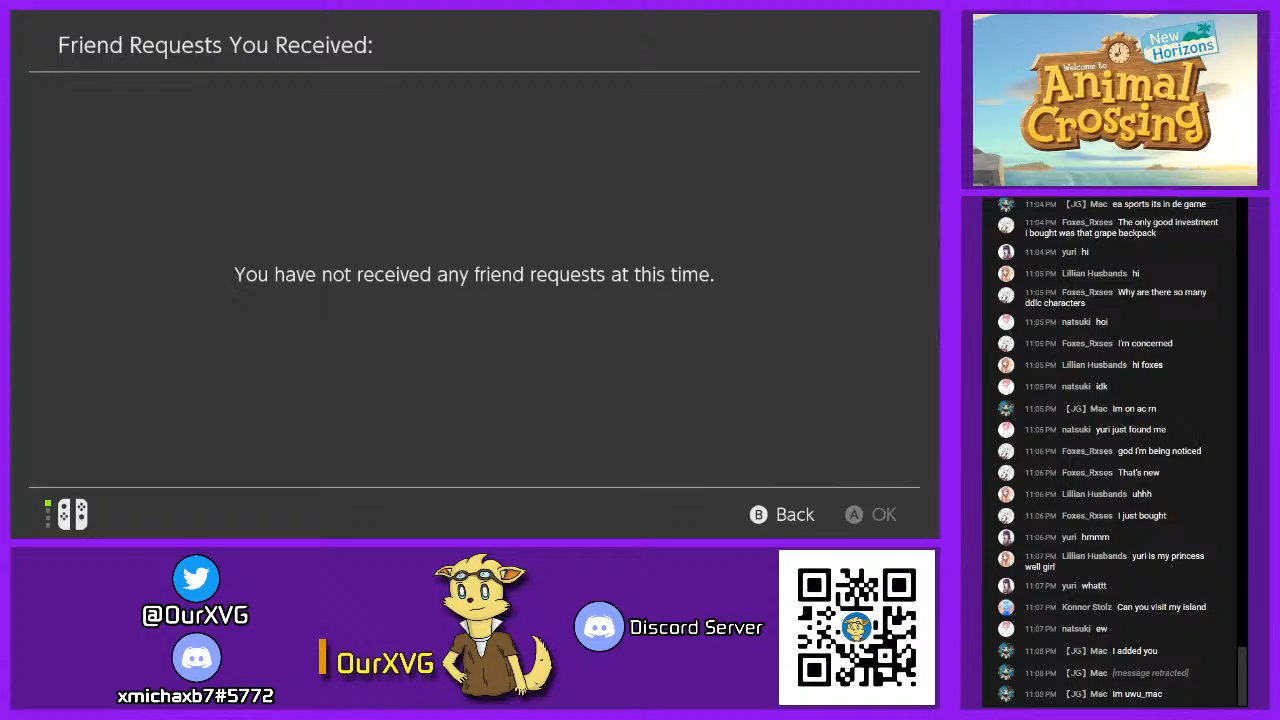 Friend Requests You Received:
You have not received any friend requests at this time.
B Back
A OK
@OurXVG
xmichaxb7#5772
OurXVG
Discord Server
Welcome to
Animal
Crossing
New
Horizons
11:04 PM 【JG】Mac ea sports its in de game
11:04 PM Foxes_Rxses The only good investment
i bought was that grape backpack
11:04 PM yuri hi
11:05 PM Lillian Husbands hi
11:05 PM Foxes_Rxses Why are there so many
ddlc characters
11:05 PM natsuki hoi
11:05 PM Foxes_Rxses I'm concerned
11:05 PM Lillian Husbands hi foxes
11:05 PM natsuki idk
11:05 PM 【JG】Mac Im on ac rn
11:05 PM natsuki yuri just found me
11:06 PM Foxes_Rxses god I'm being noticed
11:06 PM Foxes_Rxses That's new
11:06 PM Lillian Husbands uhhh
11:06 PM Foxes_Rxses I just bought
11:06 PM yuri hmmm
11:07 PM Lillian Husbands yuri is my princess
well girl
11:07 PM yuri whattt
11:07 PM Konnor Stolz Can you visit my island
11:07 PM natsuki ew
11:08 PM 【JG】Mac I added you
11:08 PM 【JG】Mac [message retracted]
11:08 PM 【JG】Mac Im uwu_mac